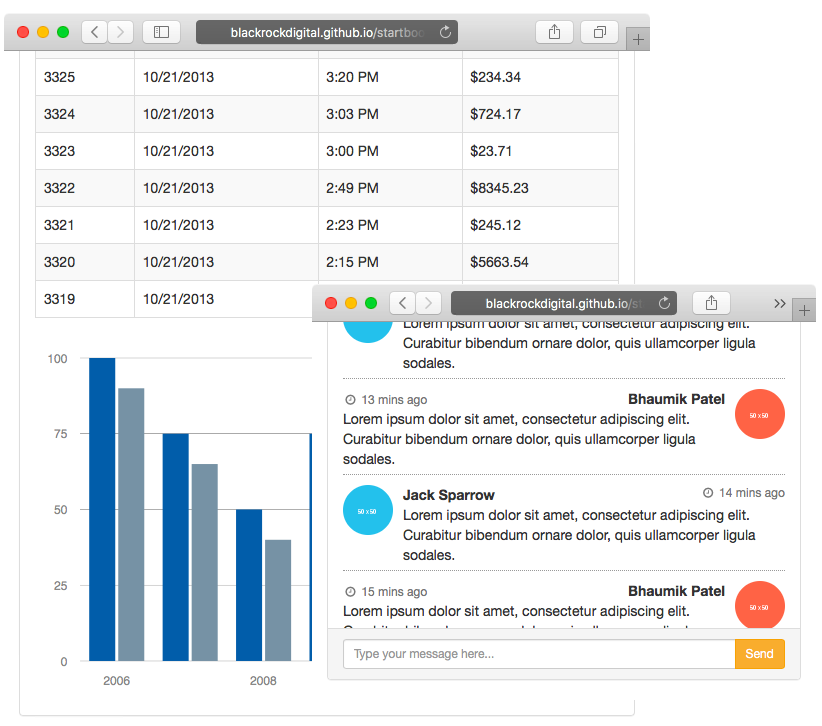 blackrockdigital.github.io/startboo
3325 10/21/2013 3:20 PM $234.34
3324 10/21/2013 3:03 PM $724.17
3323 10/21/2013 3:00 PM $23.71
3322 10/21/2013 2:49 PM $8345.23
3321 10/21/2013 2:23 PM $245.12
3320 10/21/2013 2:15 PM $5663.54
3319 10/21/2013
100
75
50
25
0
2006 2008
blackrockdigital.github.io/st
Lorem ipsum dolor sit amet, consectetur adipiscing elit.
Curabitur bibendum ornare dolor, quis ullamcorper ligula
sodales.
13 mins ago Bhaumik Patel
50 x 50
Lorem ipsum dolor sit amet, consectetur adipiscing elit.
Curabitur bibendum ornare dolor, quis ullamcorper ligula
sodales.
Jack Sparrow 14 mins ago
50 x 50
Lorem ipsum dolor sit amet, consectetur adipiscing elit.
Curabitur bibendum ornare dolor, quis ullamcorper ligula
sodales.
15 mins ago Bhaumik Patel
50 x 50
Lorem ipsum dolor sit amet, consectetur adipiscing elit.
Type your message here... Send